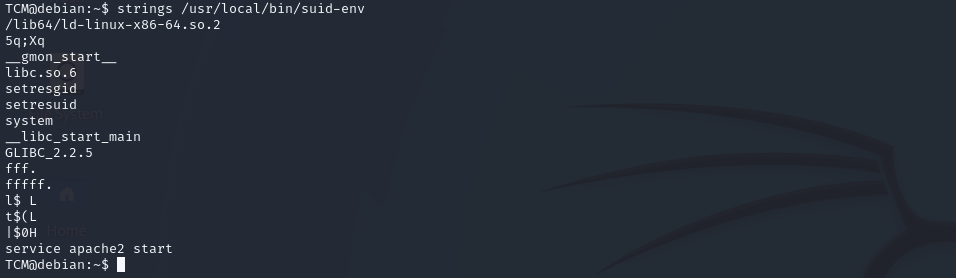 TCM@debian:~$ strings /usr/local/bin/suid-env
/lib64/ld-linux-x86-64.so.2
5q;Xq
__gmon_start__
libc.so.6
setresgid
setresuid
system
__libc_start_main
GLIBC_2.2.5
fff.
fffff.
l$ L
t$(L
|$0H
service apache2 start
TCM@debian:~$